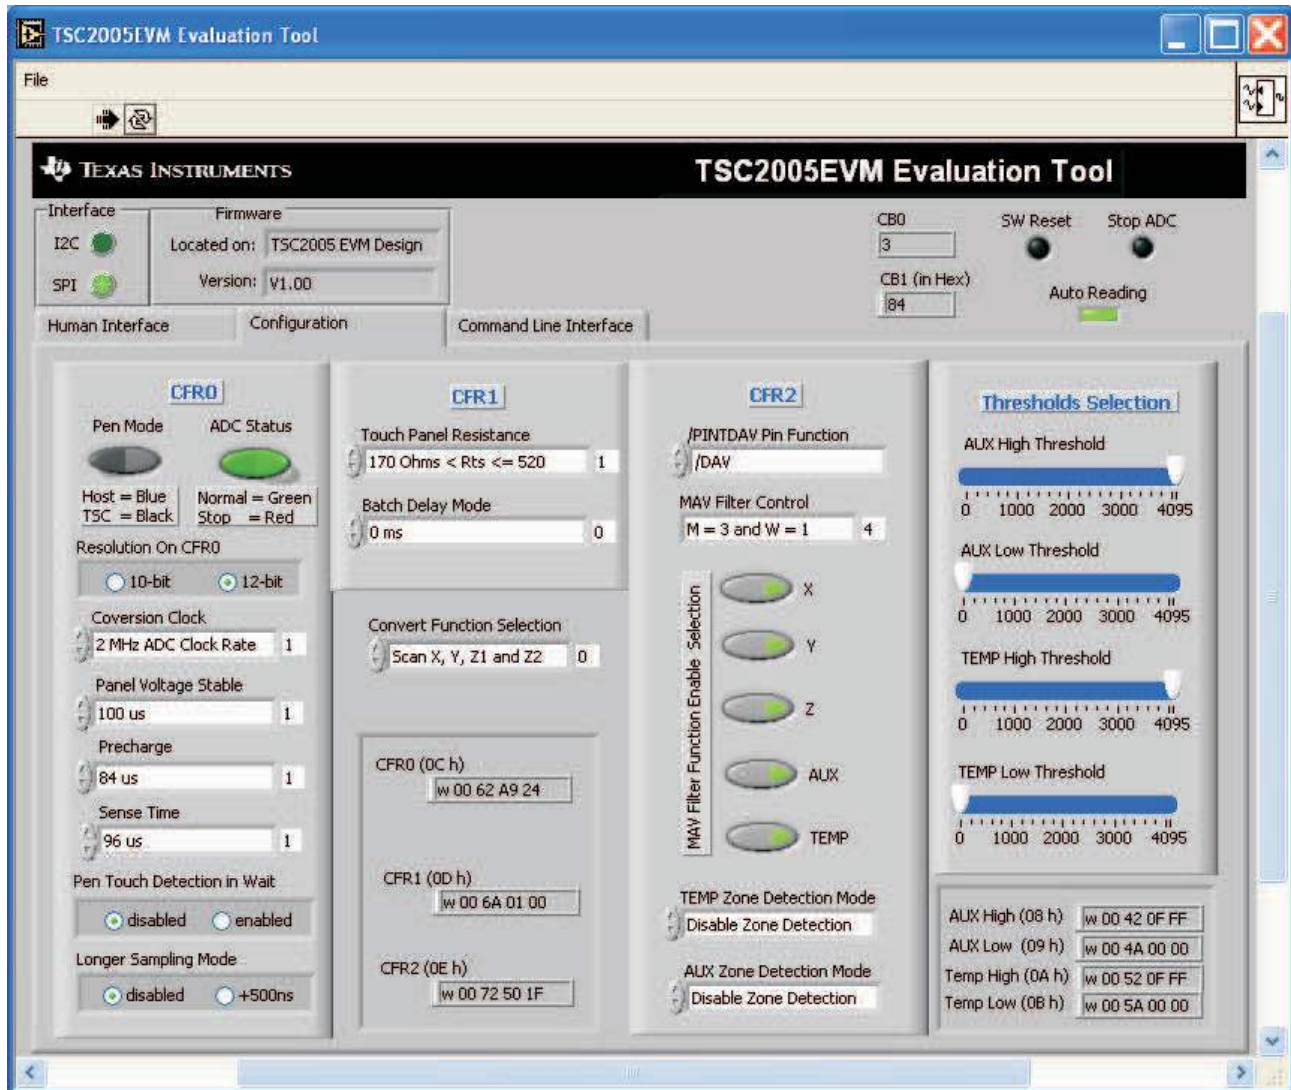 TSC2005EVM Evaluation Tool
File
TEXAS INSTRUMENTS
TSC2005EVM Evaluation Tool
Interface
I2C
SPI
Firmware
Located on: TSC2005 EVM Design
Version: V1.00
CB0
3
CB1 (in Hex)
84
SW Reset
Stop ADC
Auto Reading
Human Interface
Configuration
Command Line Interface
CFR0
Pen Mode
ADC Status
Host = Blue
TSC = Black
Normal = Green
Stop = Red
Resolution On CFR0
10-bit
12-bit
Coversion Clock
2 MHz ADC Clock Rate 1
Panel Voltage Stable
100 us 1
Precharge
84 us 1
Sense Time
96 us 1
Pen Touch Detection in Wait
disabled
enabled
Longer Sampling Mode
disabled
+500ns
CFR1
Touch Panel Resistance
170 Ohms < Rts <= 520 1
Batch Delay Mode
0 ms 0
Convert Function Selection
Scan X, Y, Z1 and Z2 0
CFR0 (0C h)
w 00 62 A9 24
CFR1 (0D h)
w 00 6A 01 00
CFR2 (0E h)
w 00 72 50 1F
CFR2
/PINTDAV Pin Function
/DAV
MAV Filter Control
M = 3 and W = 1 4
MAV Filter Function Enable Selection
X
Y
Z
AUX
TEMP
TEMP Zone Detection Mode
Disable Zone Detection
AUX Zone Detection Mode
Disable Zone Detection
Thresholds Selection
AUX High Threshold
0 1000 2000 3000 4095
AUX Low Threshold
0 1000 2000 3000 4095
TEMP High Threshold
0 1000 2000 3000 4095
TEMP Low Threshold
0 1000 2000 3000 4095
AUX High (08 h) w 00 42 0F FF
AUX Low (09 h) w 00 4A 00 00
Temp High (0A h) w 00 52 0F FF
Temp Low (0B h) w 00 5A 00 00